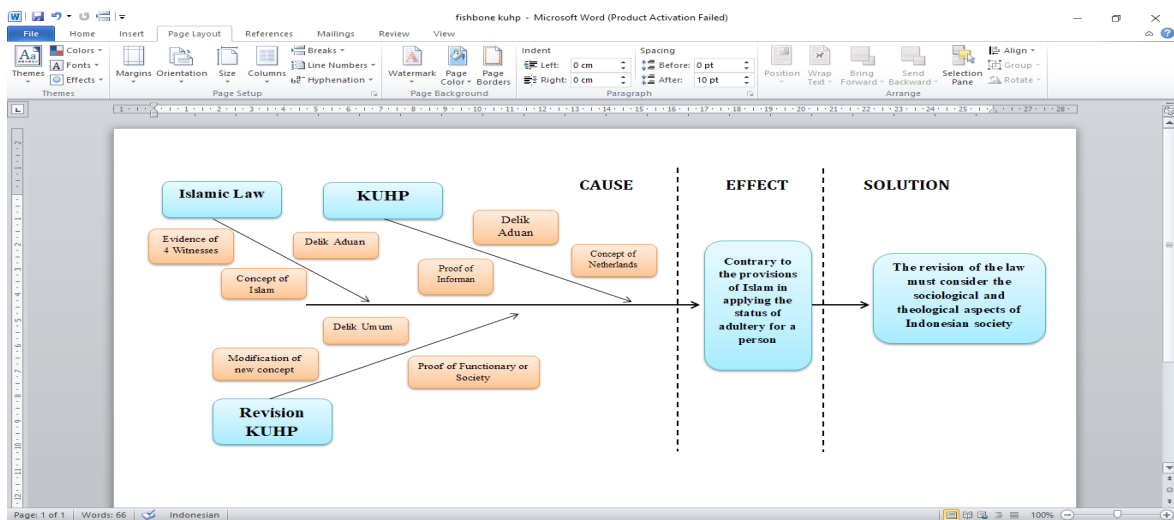 fishbone kuhp - Microsoft Word (Product Activation Failed)
File Home Insert Page Layout References Mailings Review View
Themes
Colors
Fonts
Effects
Margins Orientation Size Columns
Breaks
Line Numbers
Hyphenation
Watermark Page Color Page Borders
Indent
Left: 0 cm
Right: 0 cm
Spacing
Before: 0 pt
After: 10 pt
Position Wrap Text Bring Forward Send Backward Selection Pane
Align
Group
Rotate
Themes Page Setup Page Background Paragraph Arrange
CAUSE EFFECT SOLUTION
Islamic Law
KUHP
Evidence of
4 Witnesses
Delik Aduan
Concept of
Islam
Delik
Aduan
Proof of
Informan
Concept of
Netherlands
Delik Umum
Modification of
new concept
Proof of Functionary or
Society
Revision
KUHP
Contrary to
the provisions
of Islam in
applying the
status of
adultery for a
person
The revision of the law
must consider the
sociological and
theological aspects of
Indonesian society
Page: 1 of 1 Words: 66 Indonesian 100%